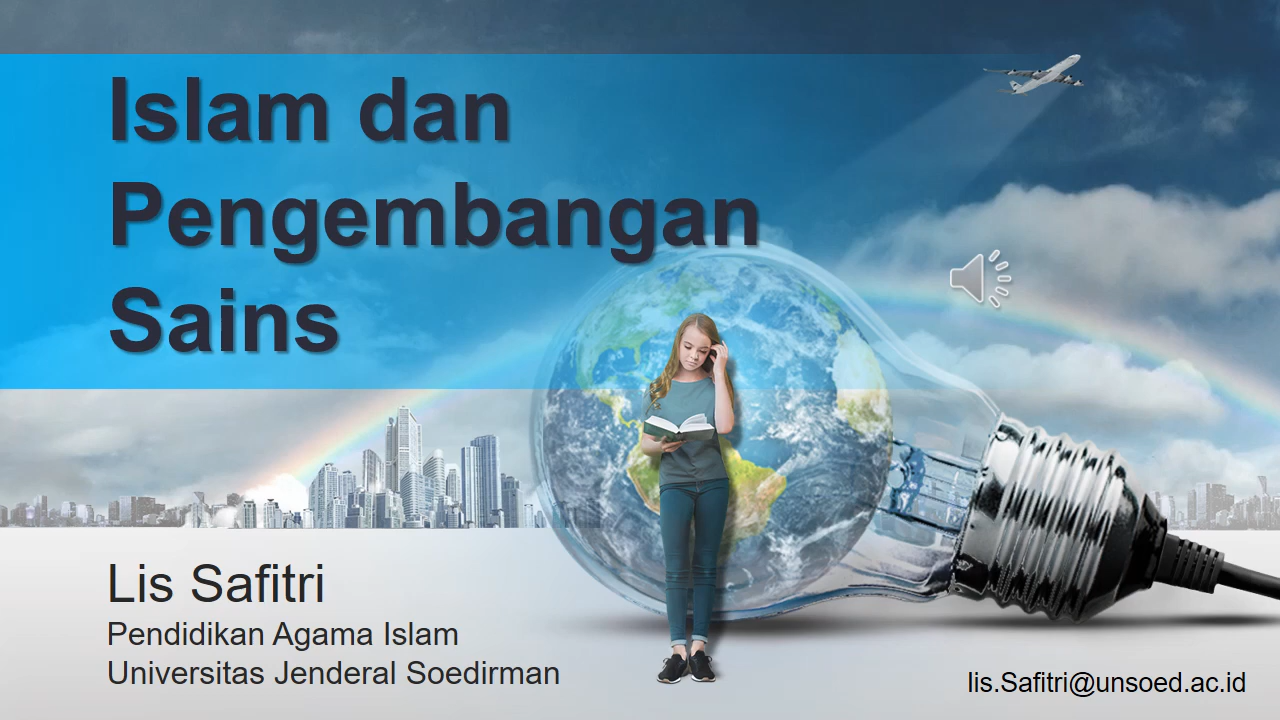 Islam dan
Pengembangan
Sains
Lis Safitri
Pendidikan Agama Islam
Universitas Jenderal Soedirman
lis.Safitri@unsoed.ac.id